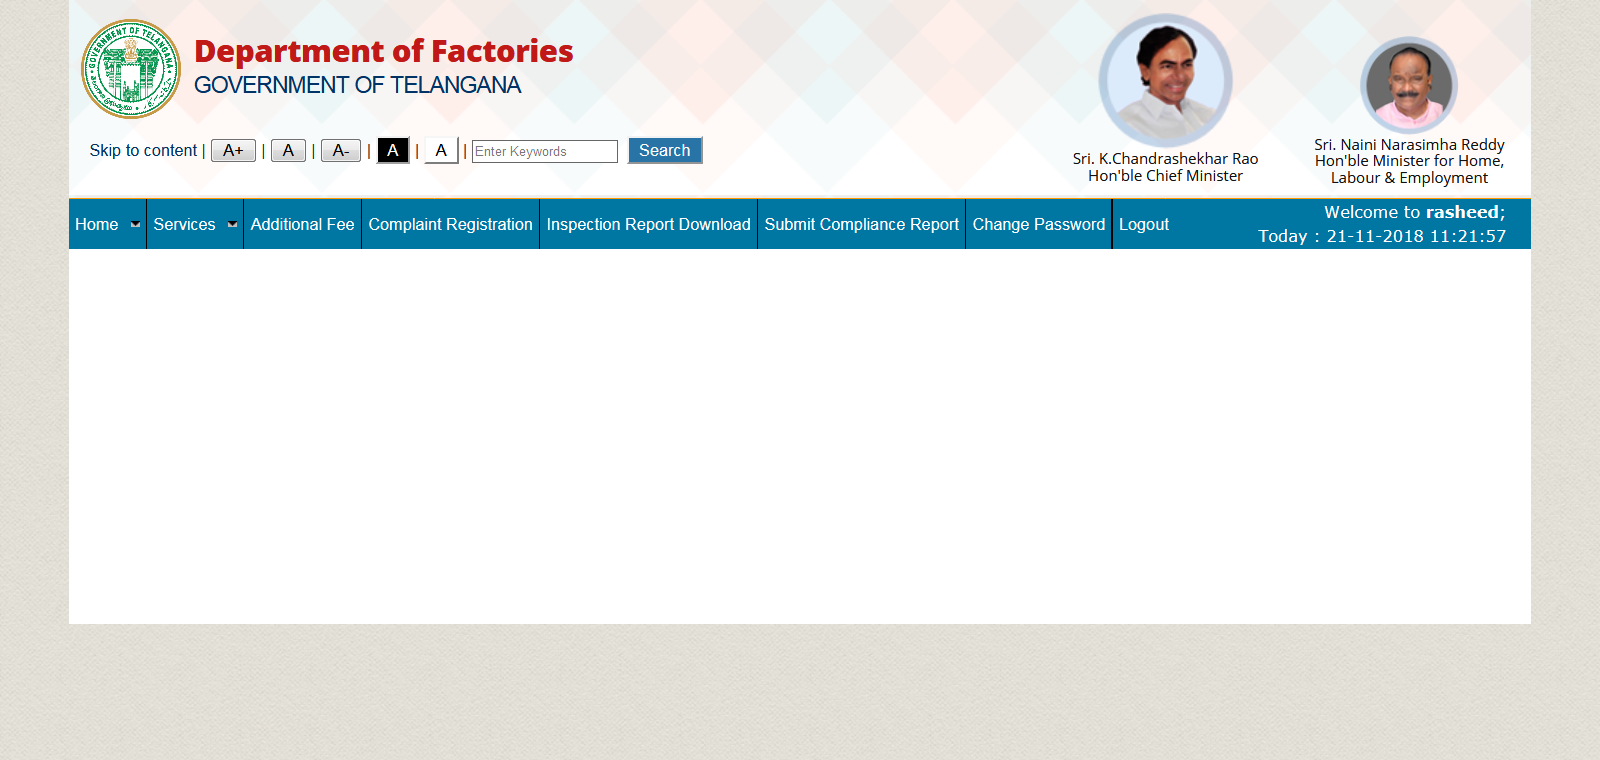 GOVERNMENT OF TELANGANA
Department of Factories
GOVERNMENT OF TELANGANA
Skip to content | A+ | A | A- | A | A | Enter Keywords Search
Sri. K.Chandrashekhar Rao
Hon'ble Chief Minister
Sri. Naini Narasimha Reddy
Hon'ble Minister for Home,
Labour & Employment
Home Services Additional Fee Complaint Registration Inspection Report Download Submit Compliance Report Change Password Logout
Welcome to rasheed;
Today : 21-11-2018 11:21:57